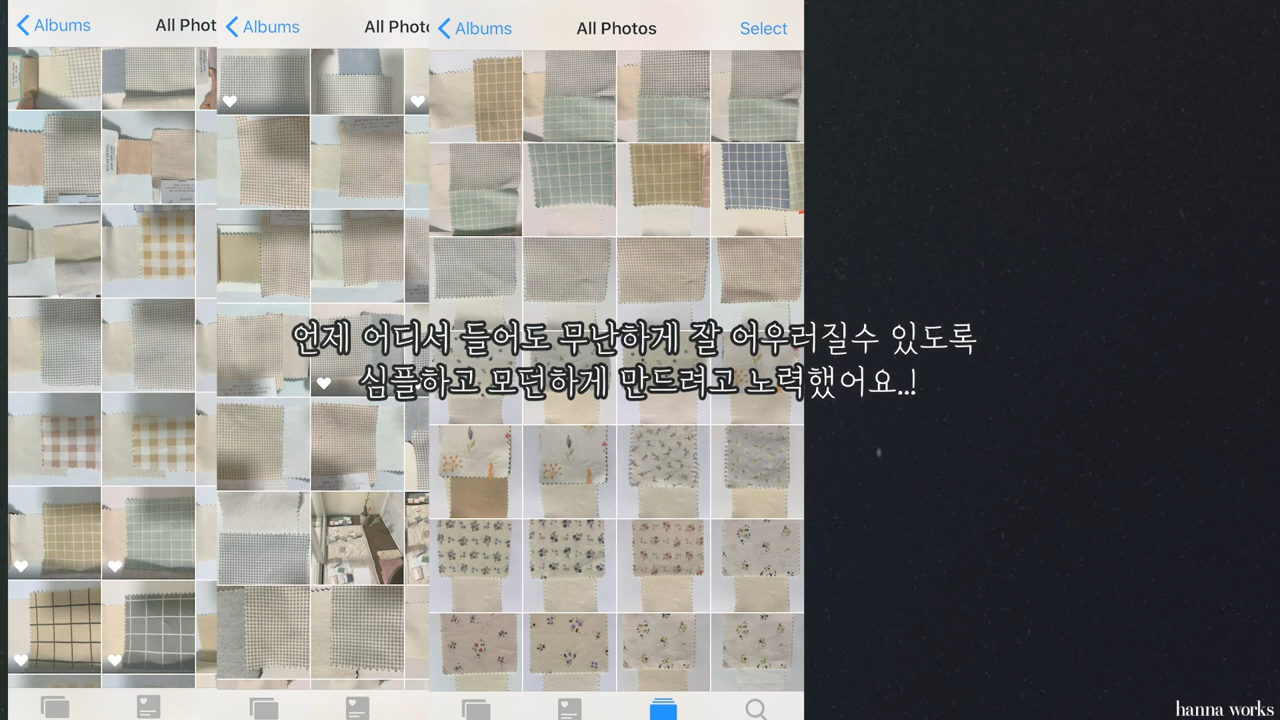 Albums
All Phot
Albums
All Phot
Albums
All Photos
Select
언제 어디서 들어도 무난하게 잘 어우러질수 있도록
심플하고 모던하게 만드려고 노력했어요..!
hanna works